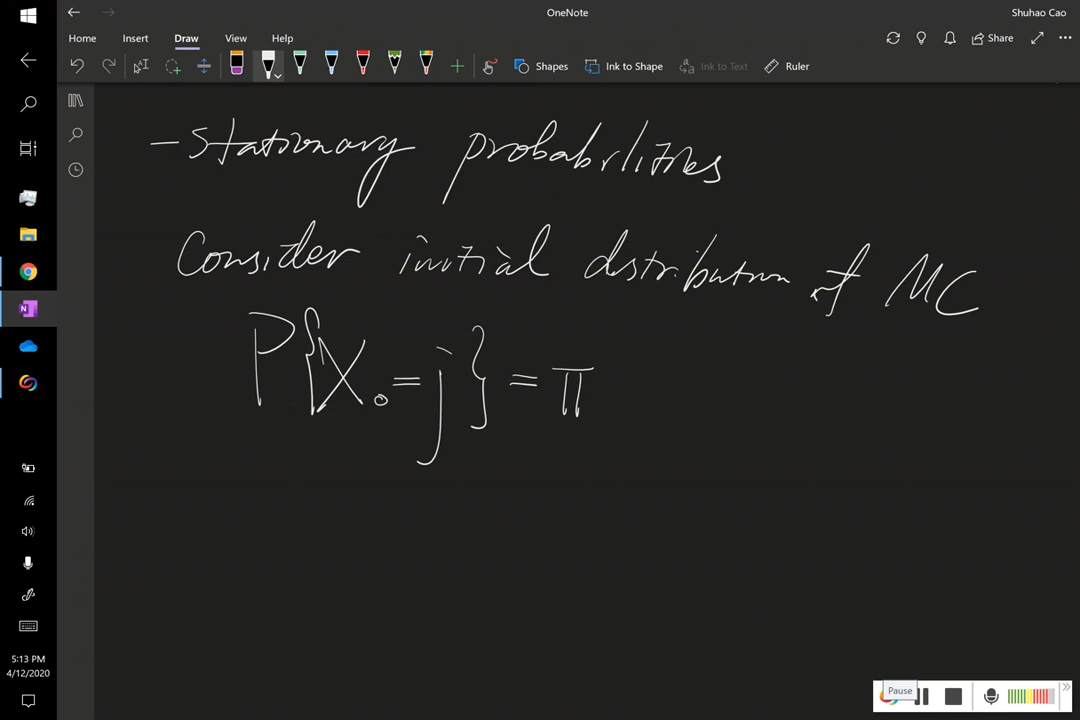 OneNote
Shuhao Cao
Home Insert Draw View Help
Share
Shapes
Ink to Shape
Ink to Text
Ruler
- Stationary probabilities
Consider initial distribution of MC
P{X₀ = j} = π
5:13 PM
4/12/2020
Pause